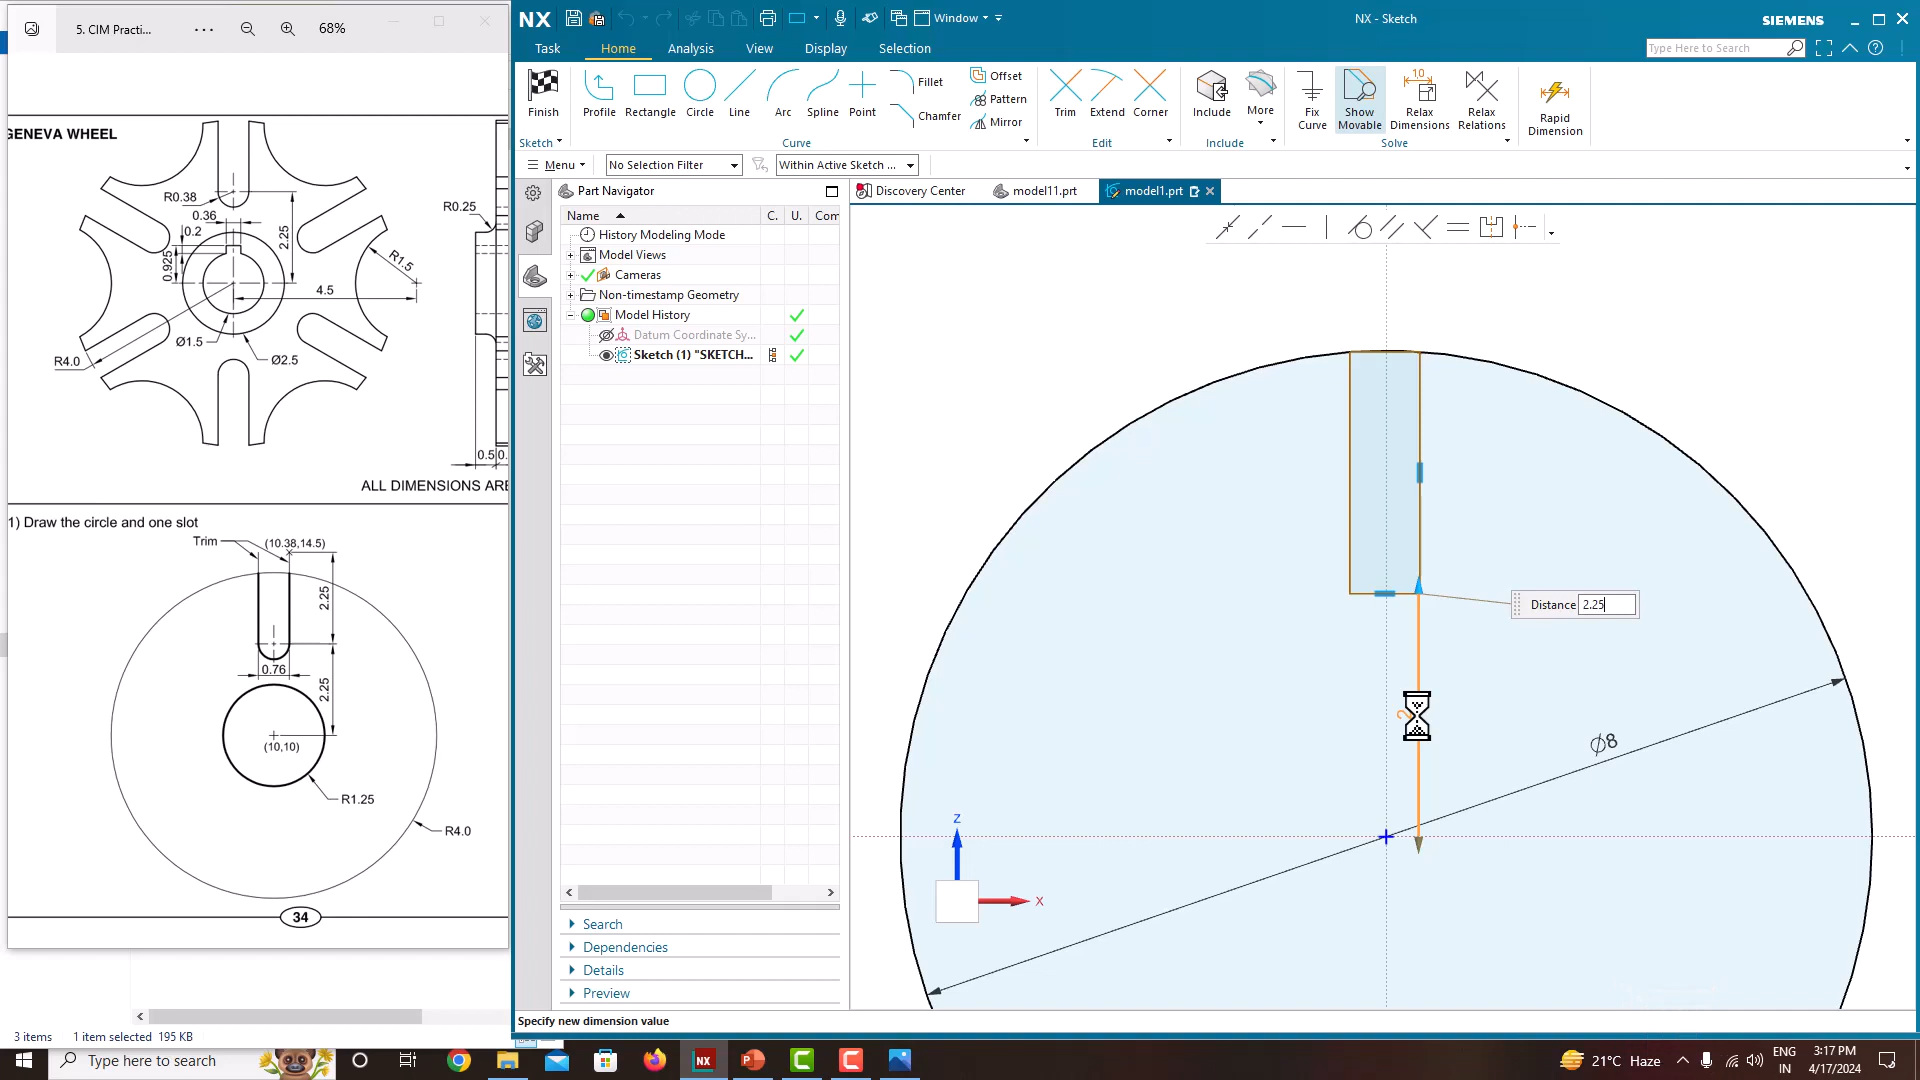 5. CIM Practi...
68%
GENEVA WHEEL
R0.38
0.36
0.2
0.925
2.25
R0.25
R1.5
4.5
Ø1.5
Ø2.5
R4.0
0.5
0.
ALL DIMENSIONS ARE
1) Draw the circle and one slot
Trim
(10.38,14.5)
2.25
0.76
2.25
(10,10)
R1.25
R4.0
34
3 items
1 item selected 195 KB
NX
Window
NX - Sketch
SIEMENS
Task
Home
Analysis
View
Display
Selection
Type Here to Search
Finish
Profile
Rectangle
Circle
Line
Arc
Spline
Point
Fillet
Chamfer
Offset
Pattern
Mirror
Trim
Extend
Corner
Include
More
Fix Curve
Show Movable
Relax Dimensions
Relax Relations
Rapid Dimension
Sketch
Curve
Edit
Include
Solve
Menu
No Selection Filter
Within Active Sketch ...
Part Navigator
Discovery Center
model11.prt
model1.prt
Name
C.
U.
Com
History Modeling Mode
Model Views
Cameras
Non-timestamp Geometry
Model History
Datum Coordinate Sy...
Sketch (1) "SKETCH...
Search
Dependencies
Details
Preview
Distance 2.25
Ø8
Z
X
Specify new dimension value
Type here to search
NX
21°C Haze
ENG
IN
3:17 PM
4/17/2024